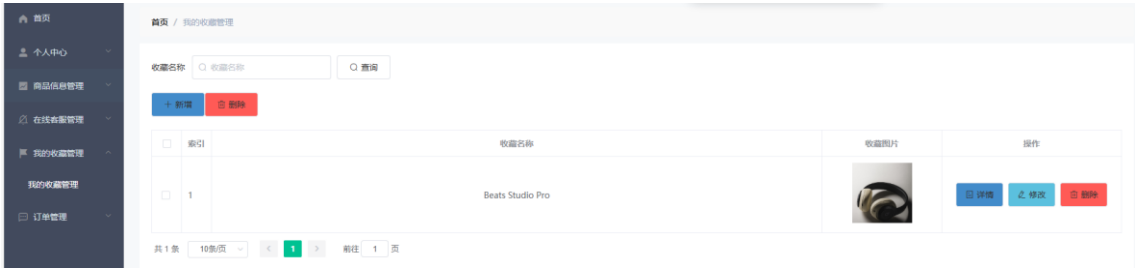 首页
个人中心
商品信息管理
在线客服管理
我的收藏管理
我的收藏管理
订单管理
首页 / 我的收藏管理
收藏名称 收藏名称 查询
新增 删除
索引 收藏名称 收藏图片 操作
1 Beats Studio Pro 详情 修改 删除
共 1 条 10条/页 1 前往 1 页